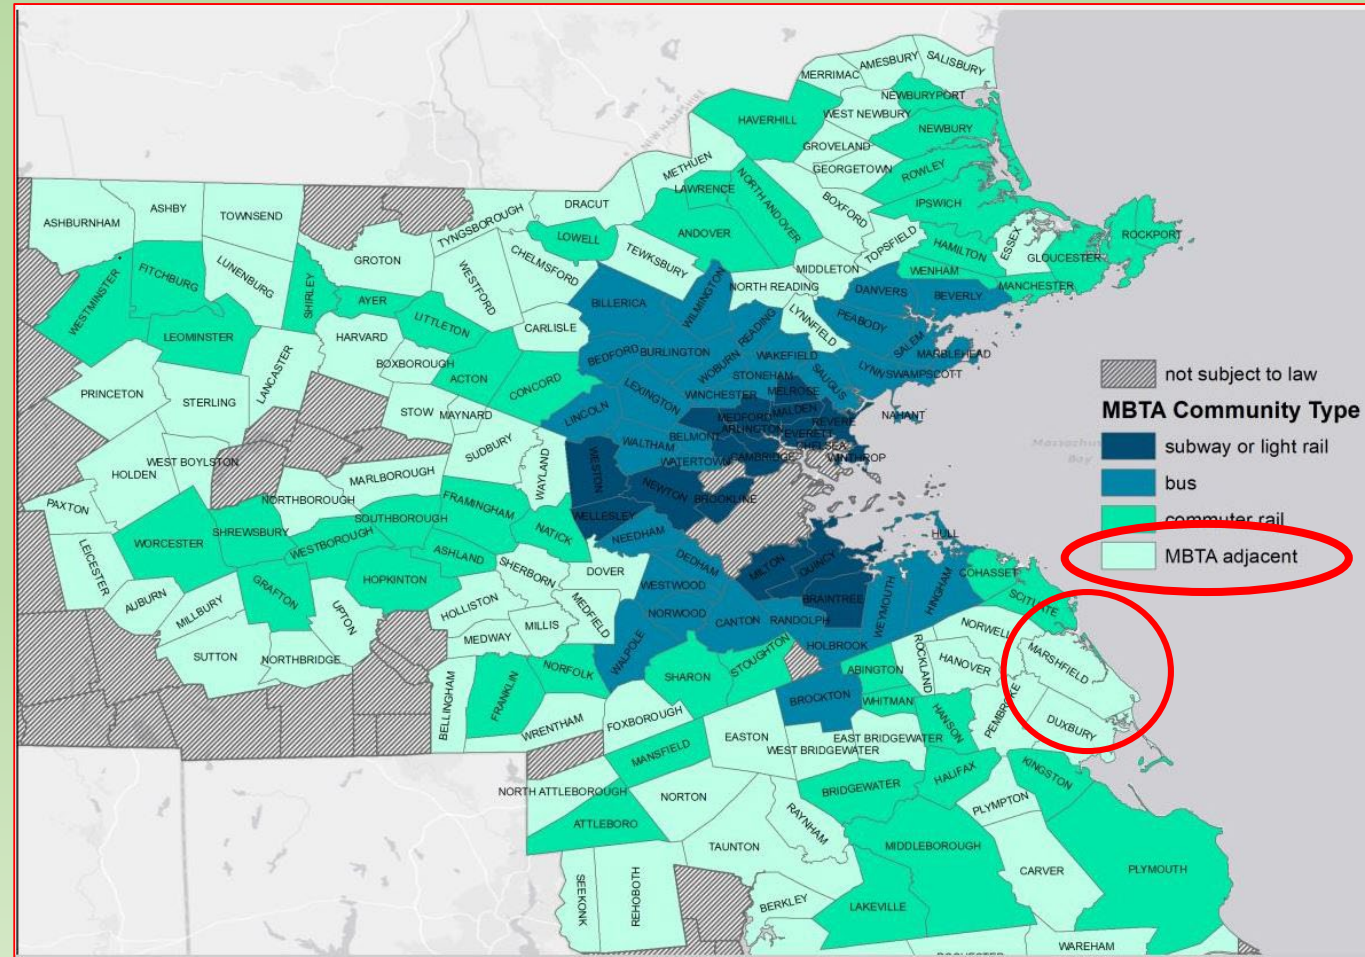 SALISBURY
AMESBURY
MERRIMAC
NEWBURYPORT
WEST NEWBURY
HAVERHILL
NEWBURY
NEW HAMPSHIRE
GROVELAND
GEORGETOWN
METHUEN
ROWLEY
LAWRENCE
NORTH ANDOVER
BOXFORD
IPSWICH
DRACUT
TYNGSBOROUGH
ASHBURNHAM
ASHBY
TOWNSEND
ANDOVER
TOPSFIELD
HAMILTON
ESSEX
ROCKPORT
GLOUCESTER
LOWELL
GROTON
CHELMSFORD
TEWKSBURY
MIDDLETON
WENHAM
MANCHESTER
WESTMINSTER
FITCHBURG
LUNENBURG
SHIRLEY
AYER
WESTFORD
NORTH READING
DANVERS
BEVERLY
BILLERICA
WILMINGTON
LYNNFIELD
PEABODY
LITTLETON
CARLISLE
LEOMINSTER
HARVARD
READING
SALEM
MARBLEHEAD
BEDFORD
BURLINGTON
WOBURN
WAKEFIELD
LANCASTER
BOXBOROUGH
ACTON
CONCORD
STONEHAM
SAUGUS
LYNN
SWAMPSCOTT
PRINCETON
STERLING
STOW
MAYNARD
LINCOLN
LEXINGTON
WINCHESTER
MELROSE
NAHANT
MEDFORD
MALDEN
REVERE
ARLINGTON
EVERETT
BELMONT
CHELSEA
WALTHAM
WATERTOWN
CAMBRIDGE
WINTHROP
SUDBURY
WAYLAND
WESTON
HOLDEN
WEST BOYLSTON
MARLBOROUGH
NORTHBOROUGH
NEWTON
BROOKLINE
PAXTON
FRAMINGHAM
SOUTHBOROUGH
SHREWSBURY
WORCESTER
WESTBOROUGH
NATICK
WELLESLEY
NEEDHAM
ASHLAND
HULL
LEICESTER
GRAFTON
HOPKINTON
SHERBORN
DOVER
DEDHAM
MILTON
QUINCY
COHASSET
AUBURN
MILLBURY
UPTON
HOLLISTON
MEDFIELD
WESTWOOD
BRAINTREE
WEYMOUTH
HINGHAM
SCITUATE
NORWOOD
CANTON
RANDOLPH
MEDWAY
MILLIS
NORWELL
SUTTON
NORTHBRIDGE
WALPOLE
HOLBROOK
ROCKLAND
HANOVER
MARSHFIELD
NORFOLK
SHARON
STOUGHTON
ABINGTON
BELLINGHAM
FRANKLIN
BROCKTON
WHITMAN
PEMBROKE
DUXBURY
WRENTHAM
FOXBOROUGH
EASTON
HANSON
EAST BRIDGEWATER
WEST BRIDGEWATER
MANSFIELD
HALIFAX
KINGSTON
NORTH ATTLEBOROUGH
NORTON
BRIDGEWATER
PLYMPTON
ATTLEBORO
RAYNHAM
TAUNTON
MIDDLEBOROUGH
CARVER
PLYMOUTH
SEEKONK
REHOBOTH
BERKLEY
LAKEVILLE
WAREHAM
not subject to law
MBTA Community Type
subway or light rail
bus
commuter rail
MBTA adjacent